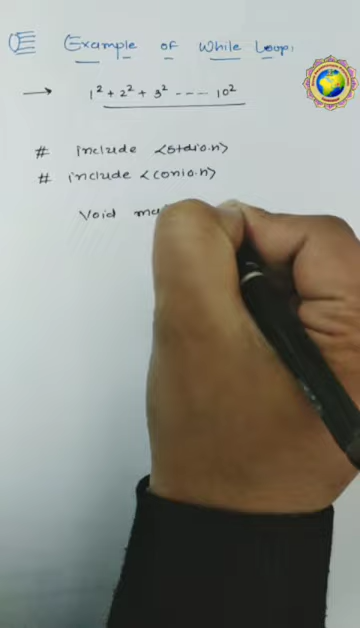 Example of While Loop:
→ 1² + 2² + 3² ---- 10²
# include <stdio.h>
# include <conio.h>
Void